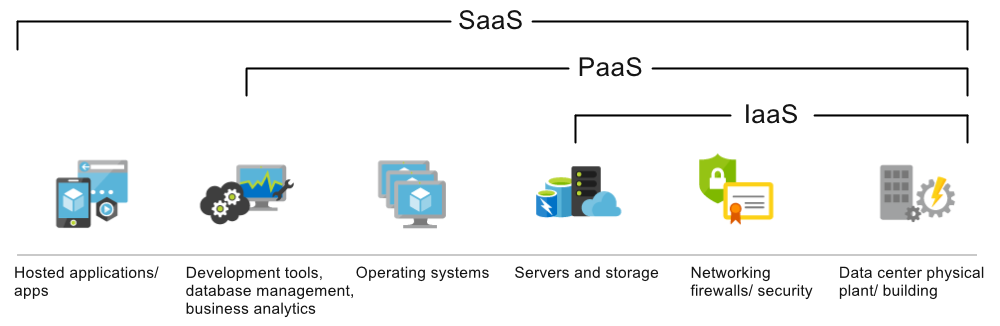 SaaS
PaaS
IaaS
Hosted applications/
apps
Development tools,
database management,
business analytics
Operating systems
Servers and storage
Networking
firewalls/ security
Data center physical
plant/ building